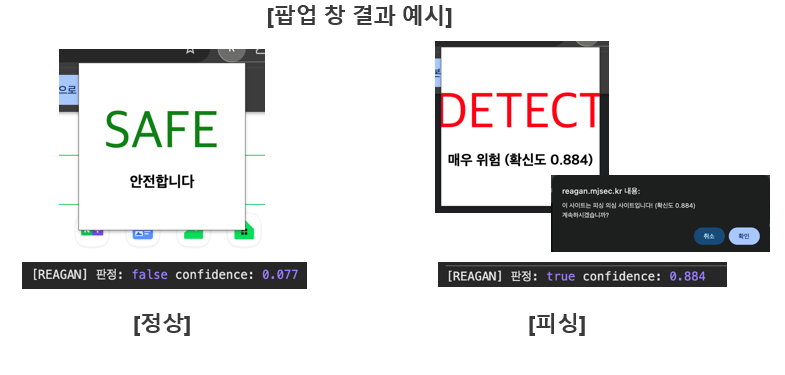 [팝업 창 결과 예시]
으로
SAFE
안전합니다
[REAGAN] 판정: false confidence: 0.077
[정상]
DETECT
매우 위험 (확신도 0.884)
reagan.mjsec.kr 내용:
이 사이트는 피싱 의심 사이트입니다! (확신도 0.884)
계속하시겠습니까?
취소 확인
[REAGAN] 판정: true confidence: 0.884
[피싱]